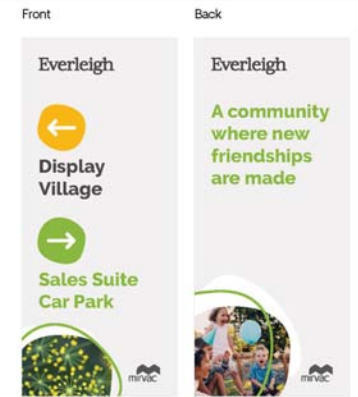 Front
Back
Everleigh
Display
Village
Sales Suite
Car Park
mirvac
Everleigh
A community
where new
friendships
are made
mirvac